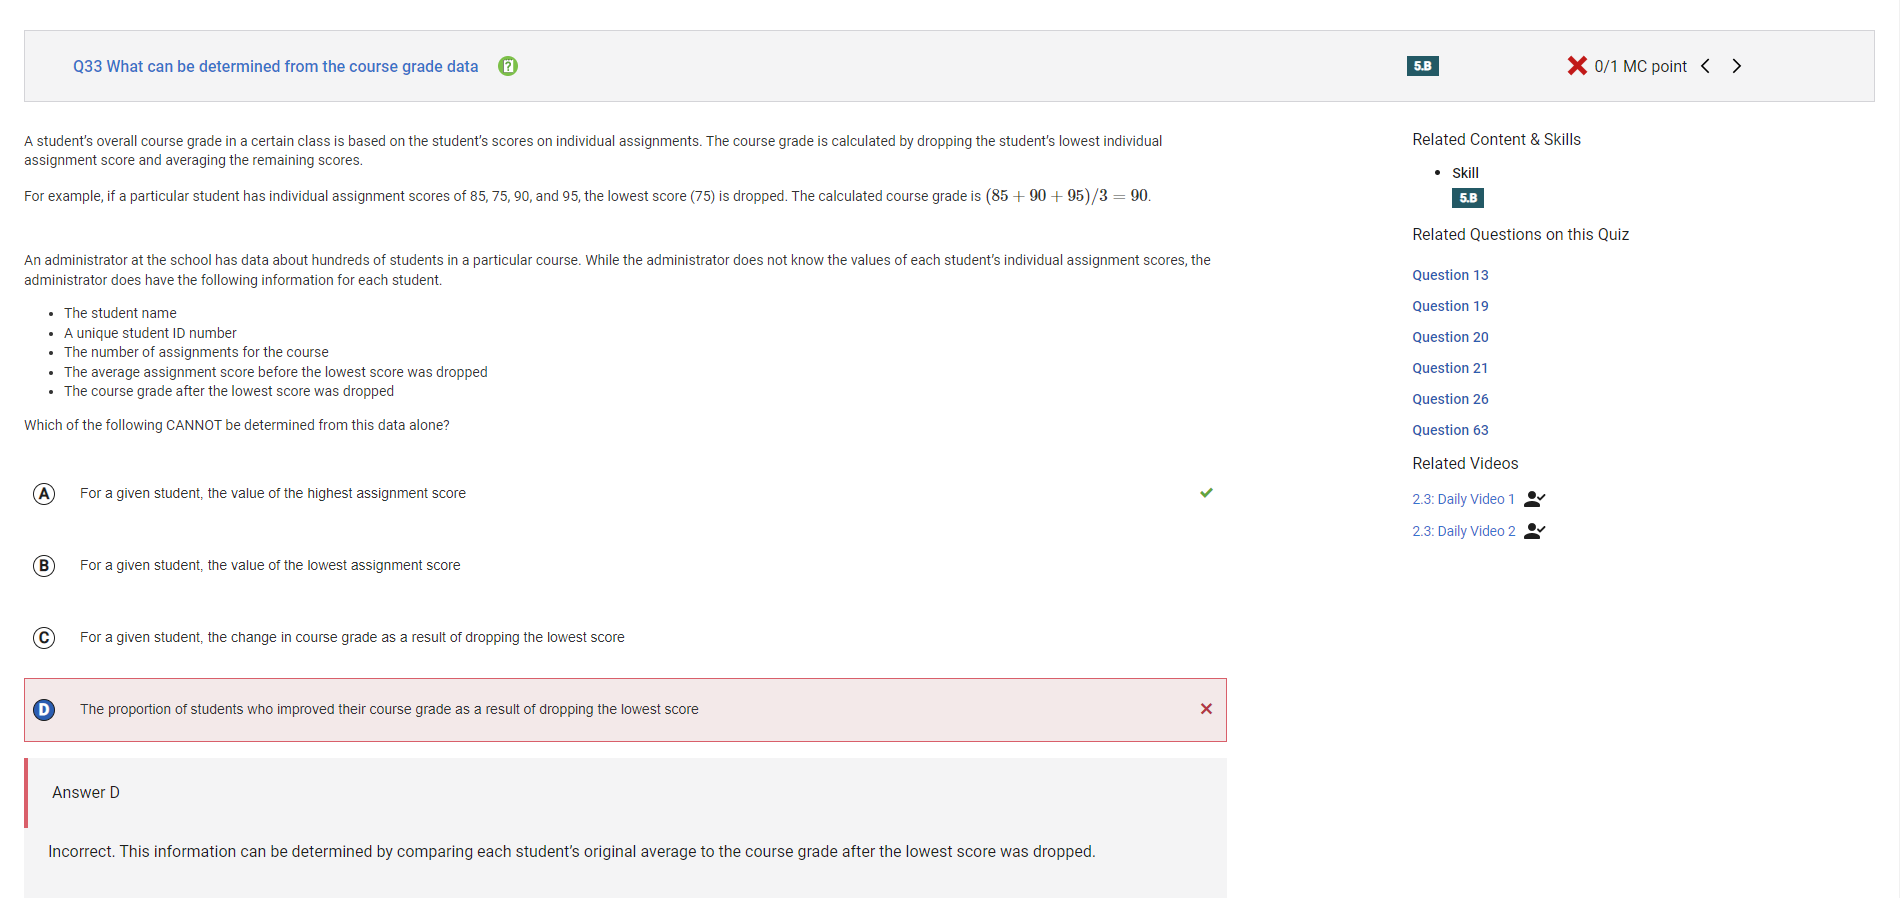 Q33 What can be determined from the course grade data
5.B
0/1 MC point
A student's overall course grade in a certain class is based on the student's scores on individual assignments. The course grade is calculated by dropping the student's lowest individual
assignment score and averaging the remaining scores.
For example, if a particular student has individual assignment scores of 85, 75, 90, and 95, the lowest score (75) is dropped. The calculated course grade is (85 + 90 + 95)/3 = 90.
An administrator at the school has data about hundreds of students in a particular course. While the administrator does not know the values of each student's individual assignment scores, the
administrator does have the following information for each student.
• The student name
• A unique student ID number
• The number of assignments for the course
• The average assignment score before the lowest score was dropped
• The course grade after the lowest score was dropped
Which of the following CANNOT be determined from this data alone?
A For a given student, the value of the highest assignment score
B For a given student, the value of the lowest assignment score
C For a given student, the change in course grade as a result of dropping the lowest score
D The proportion of students who improved their course grade as a result of dropping the lowest score
Answer D
Incorrect. This information can be determined by comparing each student's original average to the course grade after the lowest score was dropped.
Related Content & Skills
• Skill
5.B
Related Questions on this Quiz
Question 13
Question 19
Question 20
Question 21
Question 26
Question 63
Related Videos
2.3: Daily Video 1
2.3: Daily Video 2